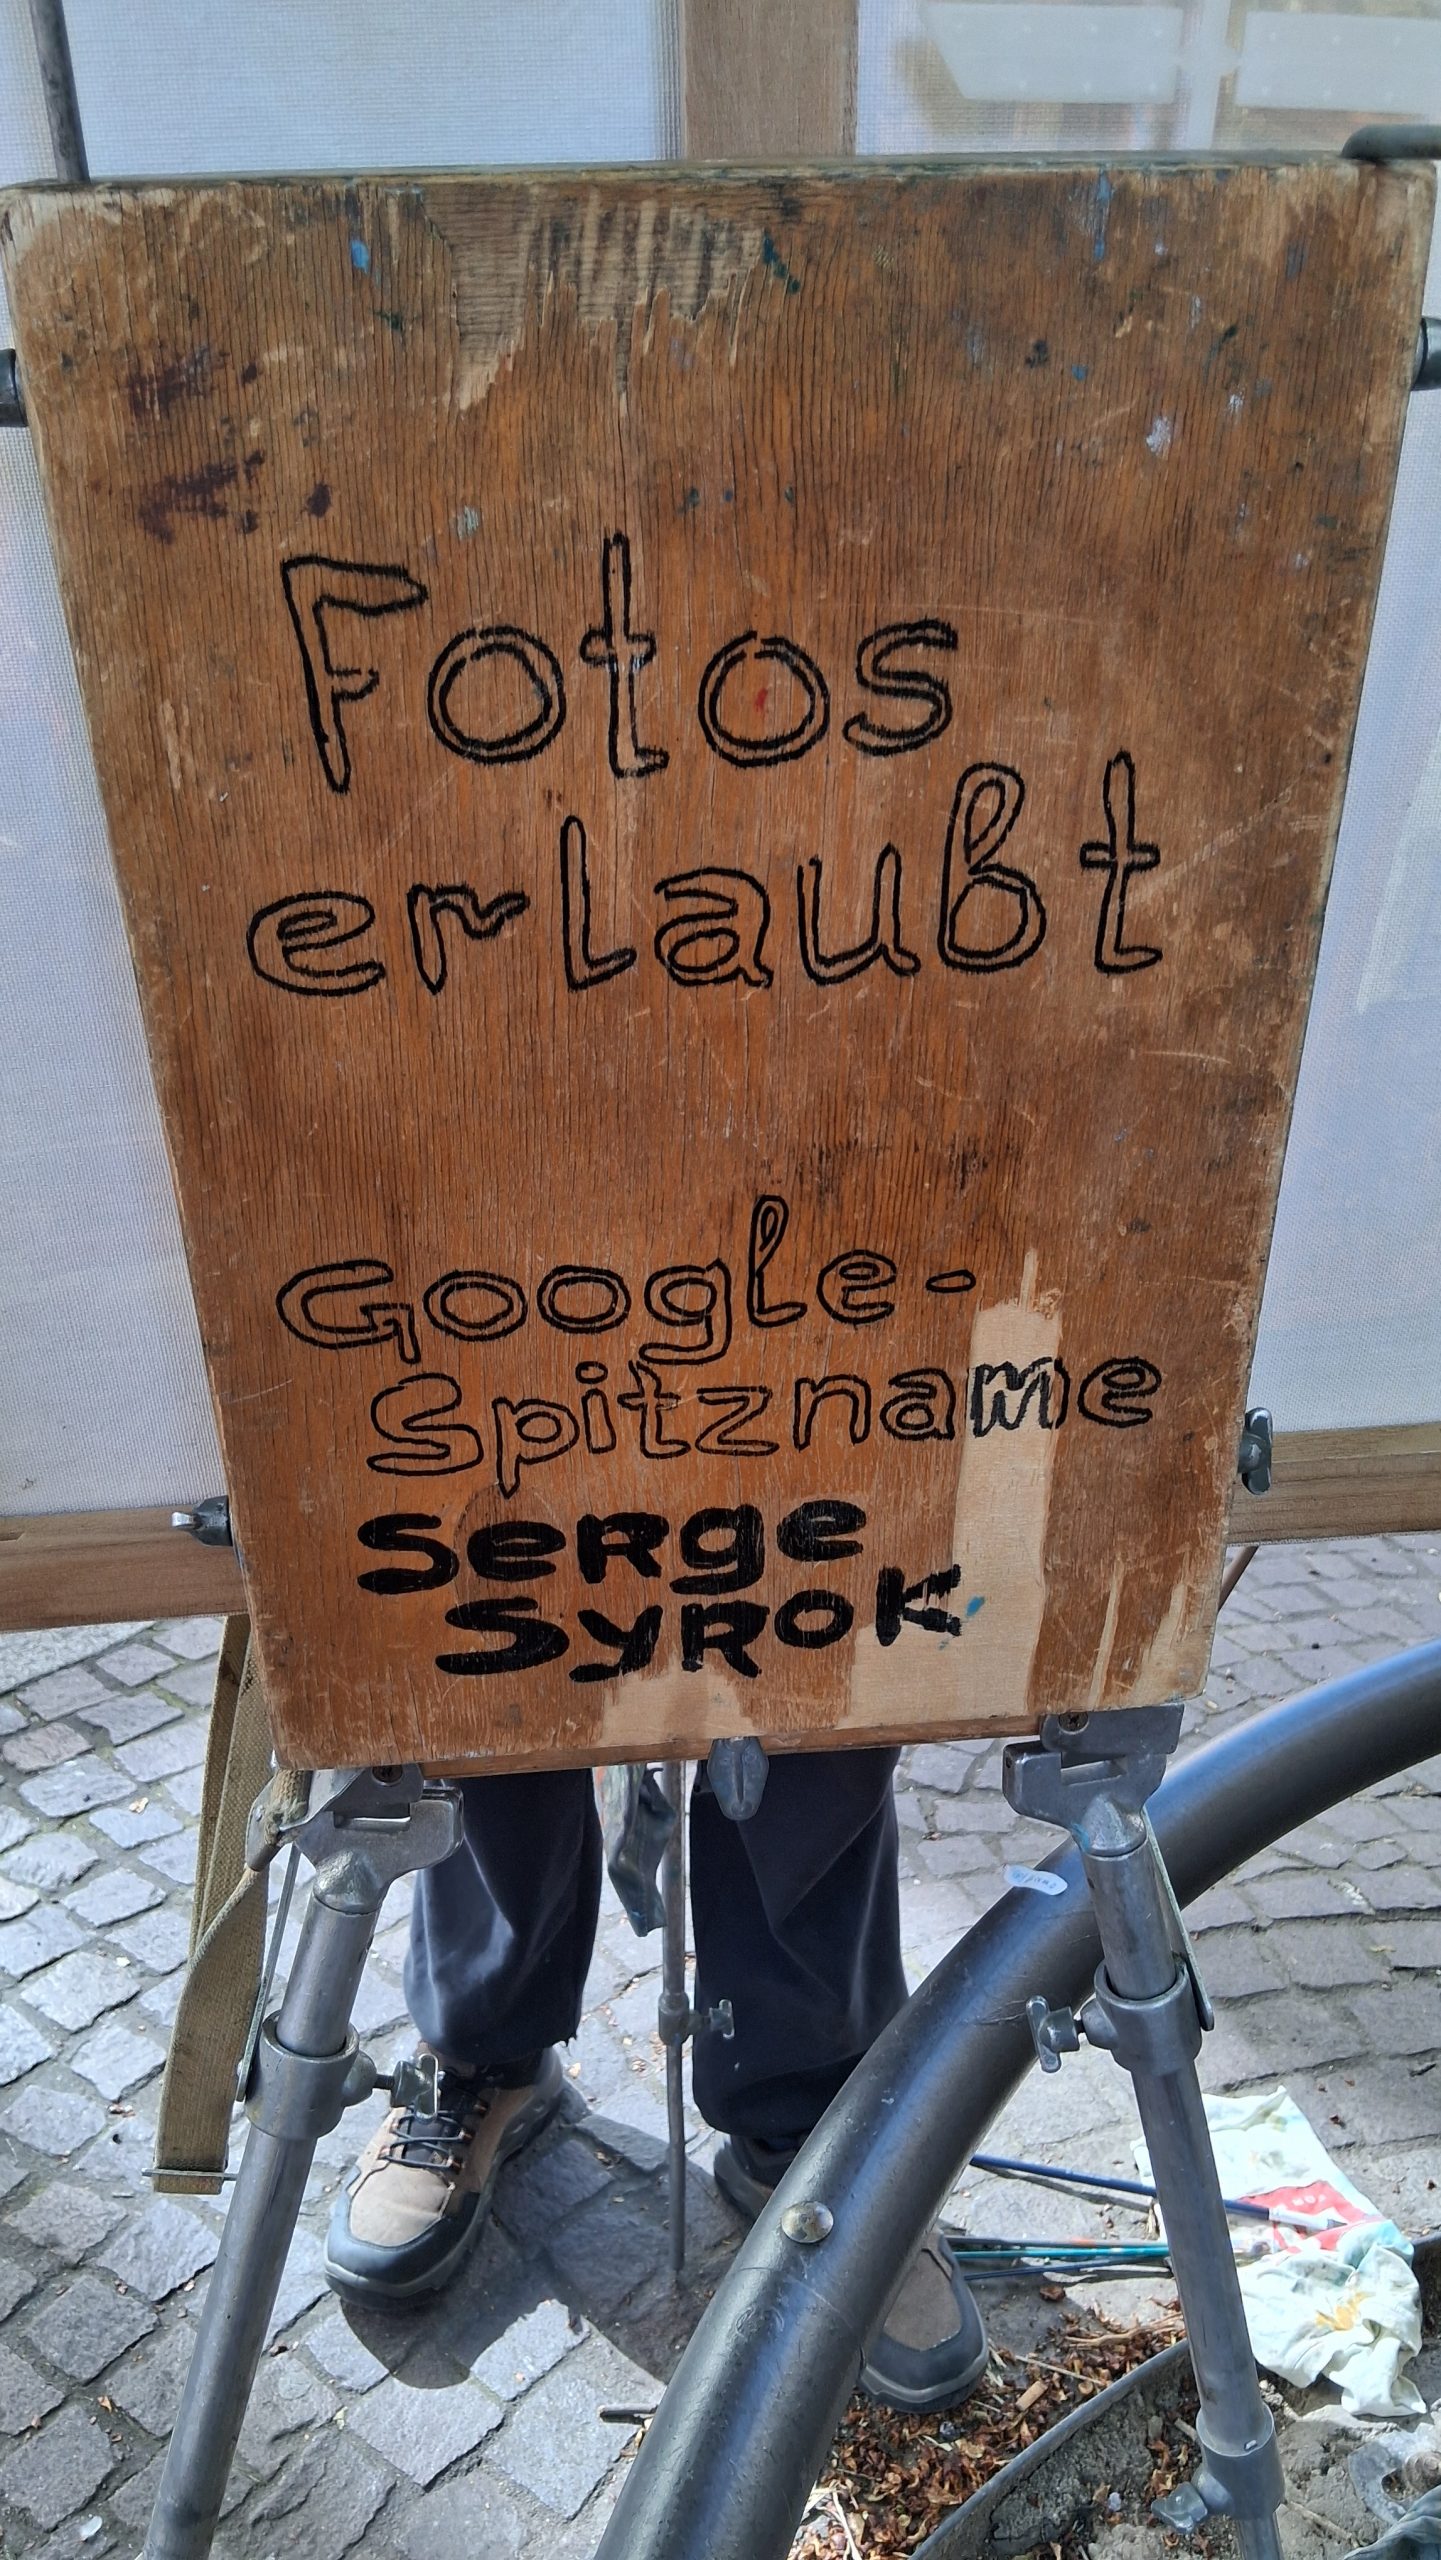 Fotos
erlaubt
Google-
Spitzname
Serge
Syrok